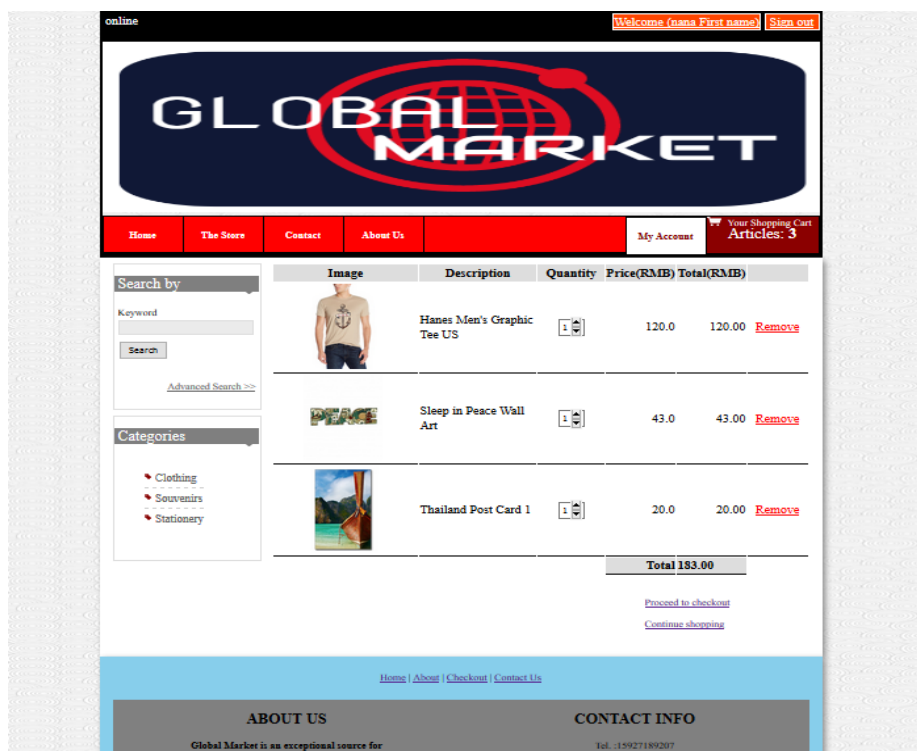 online
Welcome (nana First name) Sign out
GLOBAL
MARKET
Home The Store Contact About Us My Account Your Shopping Cart
Articles: 3
Search by
Keyword
Search
Advanced Search >>
Categories
Clothing
Souvenirs
Stationery
Image Description Quantity Price(RMB) Total(RMB)
Hanes Men's Graphic
Tee US
1 120.0 120.00 Remove
PEACE
Sleep in Peace Wall
Art
1 43.0 43.00 Remove
Thailand Post Card 1 1 20.0 20.00 Remove
Total 183.00
Proceed to checkout
Continue shopping
Home | About | Checkout | Contact Us
ABOUT US
Global Market is an exceptional source for
CONTACT INFO
Tel. :15927189207